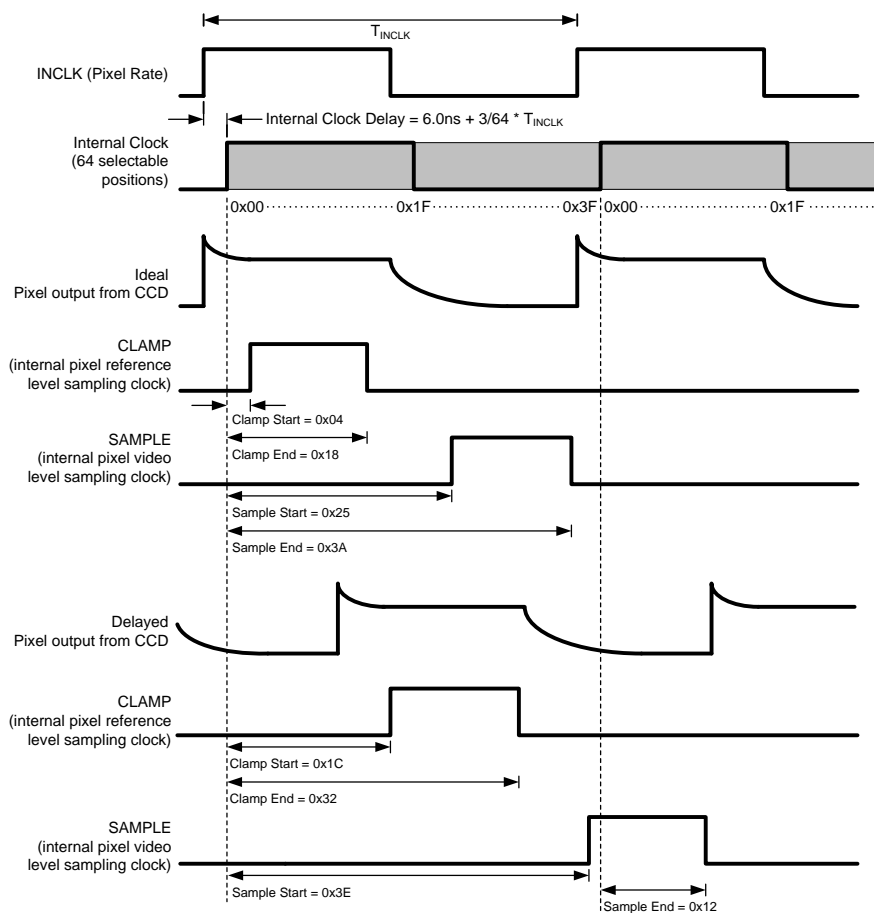 T_INCLK
INCLK (Pixel Rate)
Internal Clock Delay = 6.0ns + 3/64 * T_INCLK
Internal Clock
(64 selectable
positions)
0x00 0x1F 0x3F 0x00 0x1F
Ideal
Pixel output from CCD
CLAMP
(internal pixel reference
level sampling clock)
Clamp Start = 0x04
Clamp End = 0x18
SAMPLE
(internal pixel video
level sampling clock)
Sample Start = 0x25
Sample End = 0x3A
Delayed
Pixel output from CCD
CLAMP
(internal pixel reference
level sampling clock)
Clamp Start = 0x1C
Clamp End = 0x32
SAMPLE
(internal pixel video
level sampling clock)
Sample Start = 0x3E
Sample End = 0x12